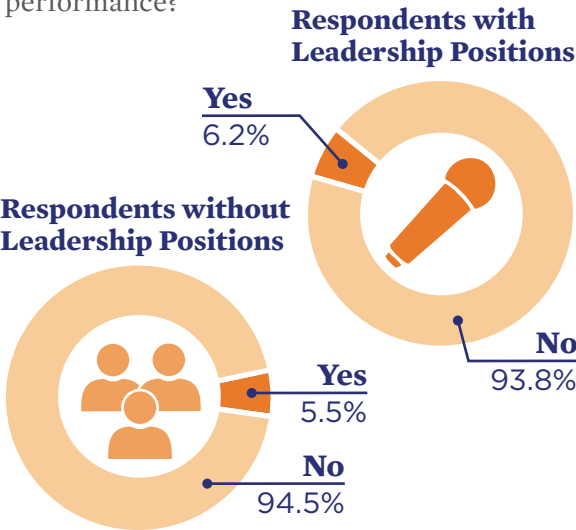 performance?
Respondents with
Leadership Positions
Yes
6.2%
No
93.8%
Respondents without
Leadership Positions
Yes
5.5%
No
94.5%